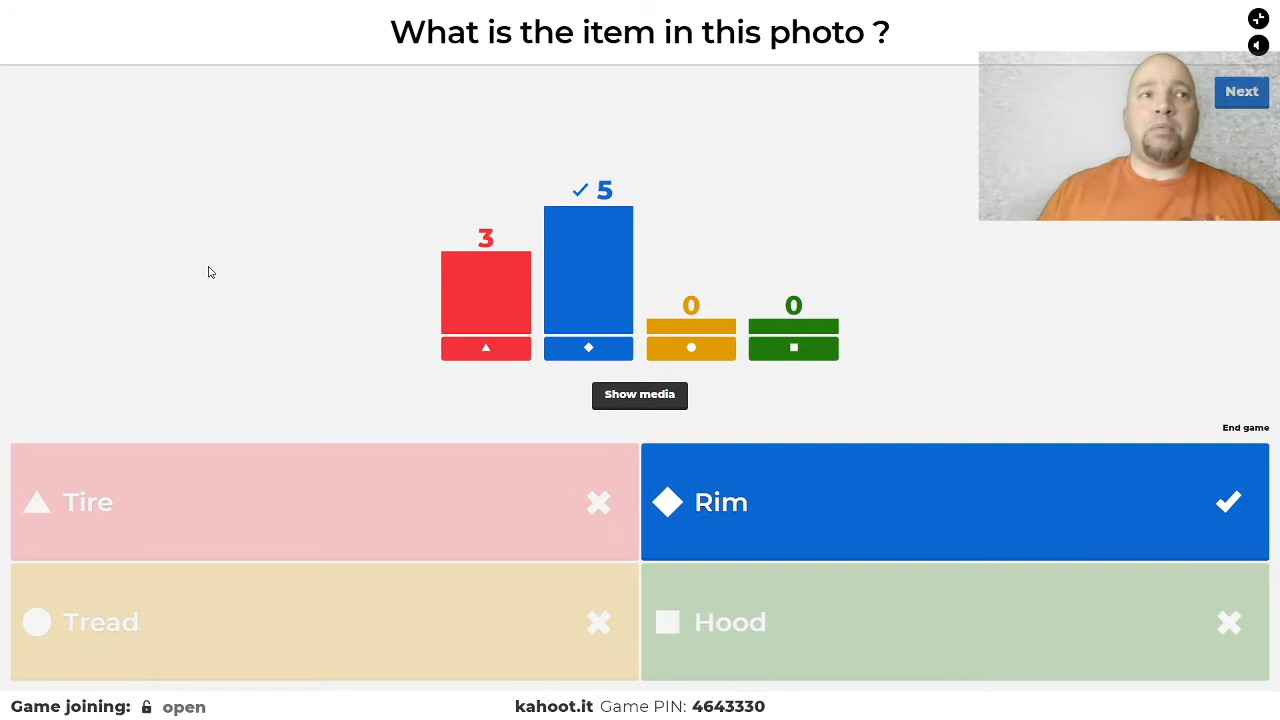 What is the item in this photo ?
Next
3
5
0
0
Show media
End game
Tire
Rim
Tread
Hood
Game joining: open
kahoot.it Game PIN: 4643330